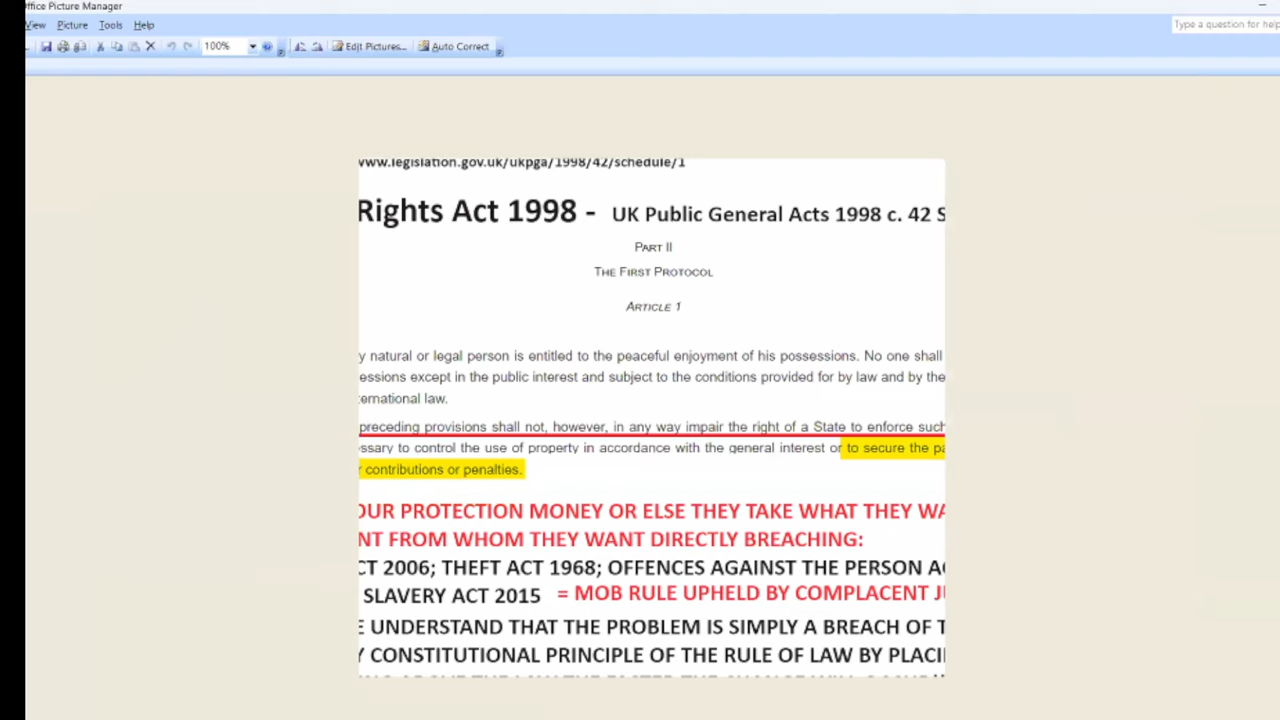 ffice Picture Manager
View Picture Tools Help
Type a question for help
100% Edit Pictures... Auto Correct
www.legislation.gov.uk/ukpga/1998/42/schedule/1
Rights Act 1998 - UK Public General Acts 1998 c. 42 S
PART II
THE FIRST PROTOCOL
ARTICLE 1
y natural or legal person is entitled to the peaceful enjoyment of his possessions. No one shall
essions except in the public interest and subject to the conditions provided for by law and by the
ernational law.
preceding provisions shall not, however, in any way impair the right of a State to enforce such
ssary to control the use of property in accordance with the general interest or to secure the pa
r contributions or penalties.
OUR PROTECTION MONEY OR ELSE THEY TAKE WHAT THEY WA
NT FROM WHOM THEY WANT DIRECTLY BREACHING:
CT 2006; THEFT ACT 1968; OFFENCES AGAINST THE PERSON AC
SLAVERY ACT 2015 = MOB RULE UPHELD BY COMPLACENT JU
E UNDERSTAND THAT THE PROBLEM IS SIMPLY A BREACH OF T
Y CONSTITUTIONAL PRINCIPLE OF THE RULE OF LAW BY PLACIN